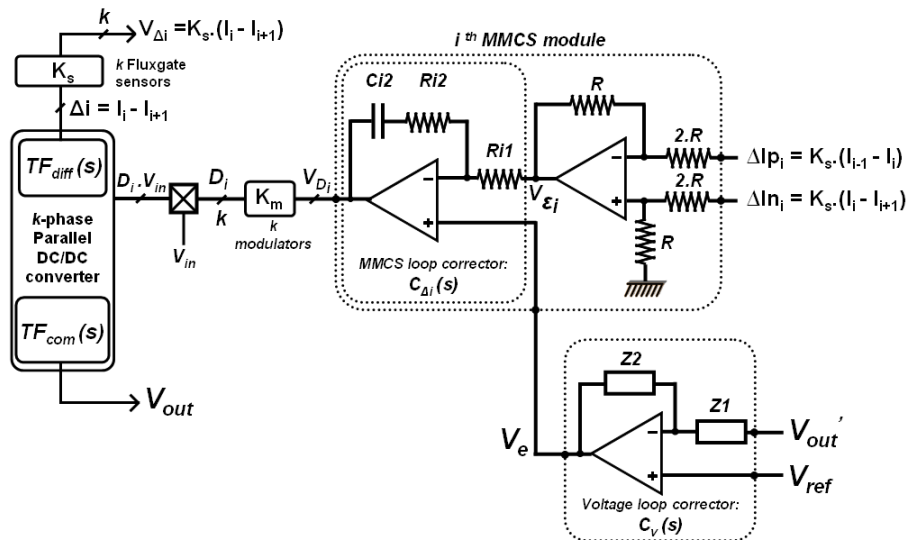 k
V_Δi =K_s.(I_i - I_i+1)
i th MMCS module
K_s
k Fluxgate
sensors
Δi = I_i - I_i+1
Ci2
Ri2
R
TF_diff(s)
D_i.V_in
D_i
V_Di
Ri1
2.R
ΔIp_i = K_s.(I_i-1 - I_i)
2.R
ΔIn_i = K_s.(I_i - I_i+1)
k
K_m
V_εi
k-phase
Parallel
DC/DC
converter
V_in
k
modulators
R
MMCS loop corrector:
C_Δi(s)
TF_com(s)
Z2
Z1
V_out
V_e
V_out'
V_ref
Voltage loop corrector:
C_v(s)
-
+
-
+
-
+